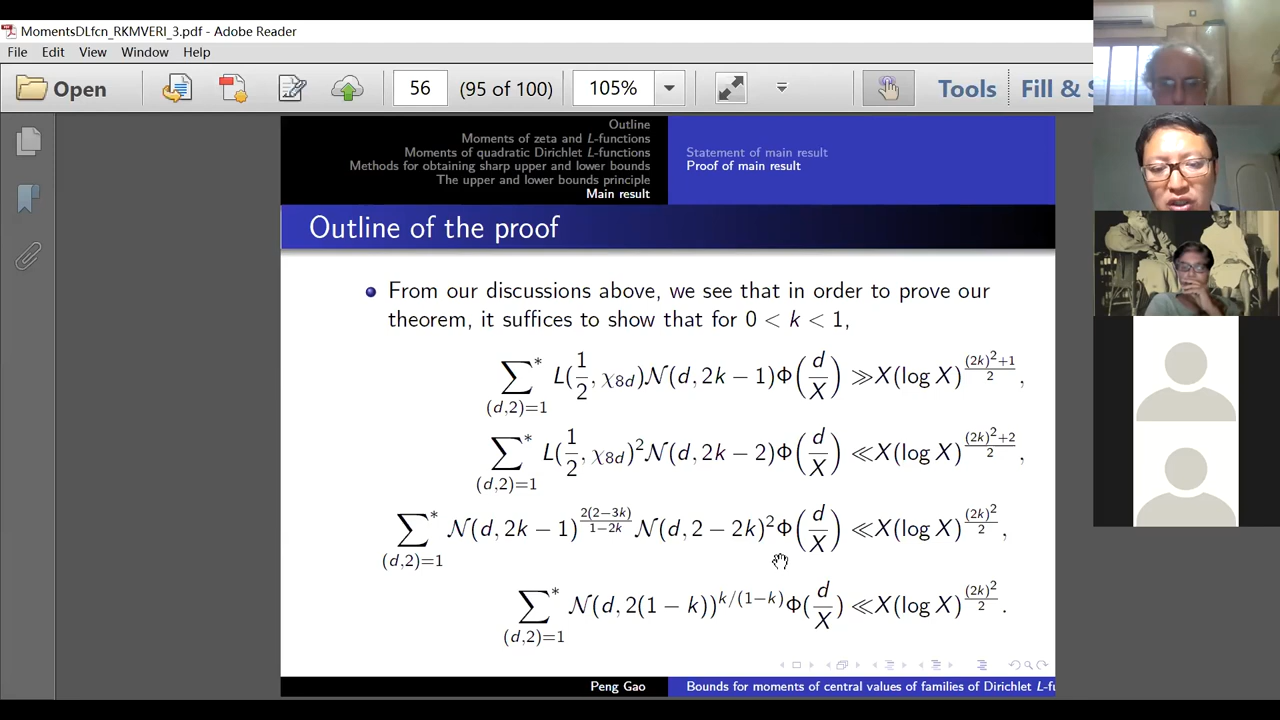 MomentsDLfcn_RKMVERI_3.pdf - Adobe Reader
File Edit View Window Help
Open 56 (95 of 100) 105% Tools Fill &
Outline
Moments of zeta and L-functions
Moments of quadratic Dirichlet L-functions
Methods for obtaining sharp upper and lower bounds
The upper and lower bounds principle
Main result
Statement of main result
Proof of main result
Outline of the proof
From our discussions above, we see that in order to prove our
theorem, it suffices to show that for 0 < k < 1,
∑*_{(d,2)=1} L(1/2, χ_{8d})𝒩(d, 2k − 1)Φ(d/X) ≫X(log X)^{((2k)^2+1)/2},
∑*_{(d,2)=1} L(1/2, χ_{8d})^2𝒩(d, 2k − 2)Φ(d/X) ≪X(log X)^{((2k)^2+2)/2},
∑*_{(d,2)=1} 𝒩(d, 2k − 1)^{2(2−3k)/(1−2k)} 𝒩(d, 2 − 2k)^2Φ(d/X) ≪X(log X)^{(2k)^2/2},
∑*_{(d,2)=1} 𝒩(d, 2(1 − k))^{k/(1−k)}Φ(d/X) ≪X(log X)^{(2k)^2/2}.
Peng Gao Bounds for moments of central values of families of Dirichlet L-fu